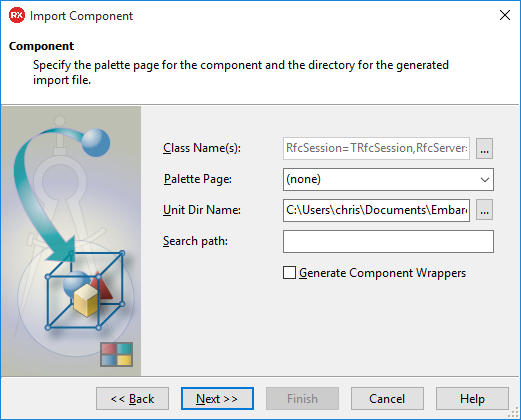 RX Import Component
Component
Specify the palette page for the component and the directory for the generated
import file.
Class Name(s): RfcSession=TRfcSession,RfcServer= ...
Palette Page: (none)
Unit Dir Name: C:\Users\chris\Documents\Embar ...
Search path:
Generate Component Wrappers
<< Back Next >> Finish Cancel Help